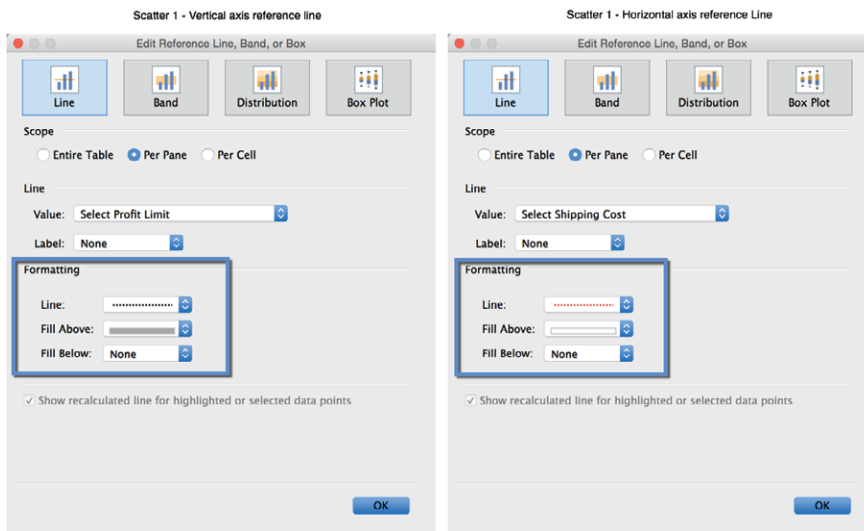 Scatter 1 - Vertical axis reference line
Edit Reference Line, Band, or Box
Line
Band
Distribution
Box Plot
Scope
Entire Table
Per Pane
Per Cell
Line
Value: Select Profit Limit
Label: None
Formatting
Line:
Fill Above:
Fill Below: None
Show recalculated line for highlighted or selected data points
OK
Scatter 1 - Horizontal axis reference Line
Edit Reference Line, Band, or Box
Line
Band
Distribution
Box Plot
Scope
Entire Table
Per Pane
Per Cell
Line
Value: Select Shipping Cost
Label: None
Formatting
Line:
Fill Above:
Fill Below: None
Show recalculated line for highlighted or selected data points
OK